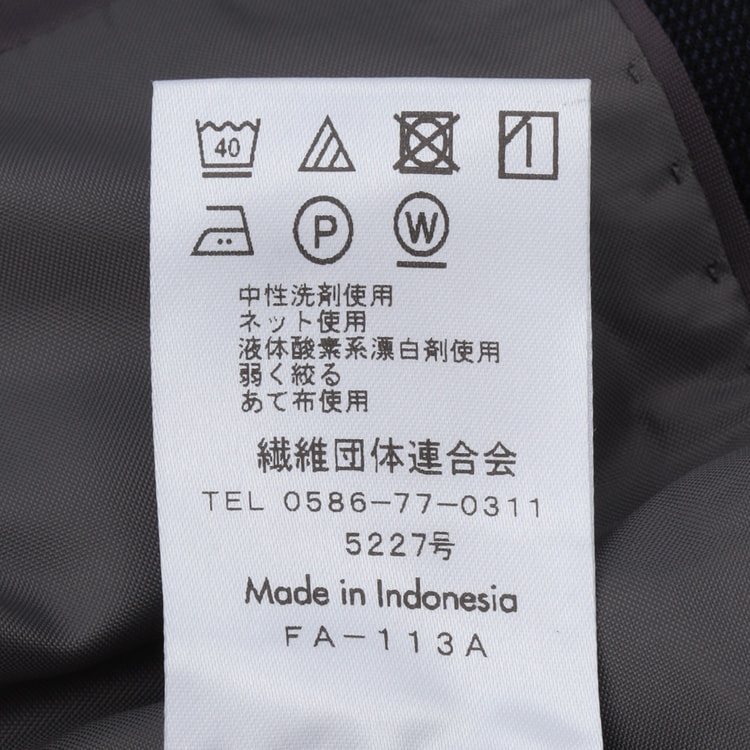 40
P W
中性洗剤使用
ネット使用
液体酸素系漂白剤使用
弱く絞る
あて布使用
繊維団体連合会
TEL 0586-77-0311
5227号
Made in Indonesia
FA-113A